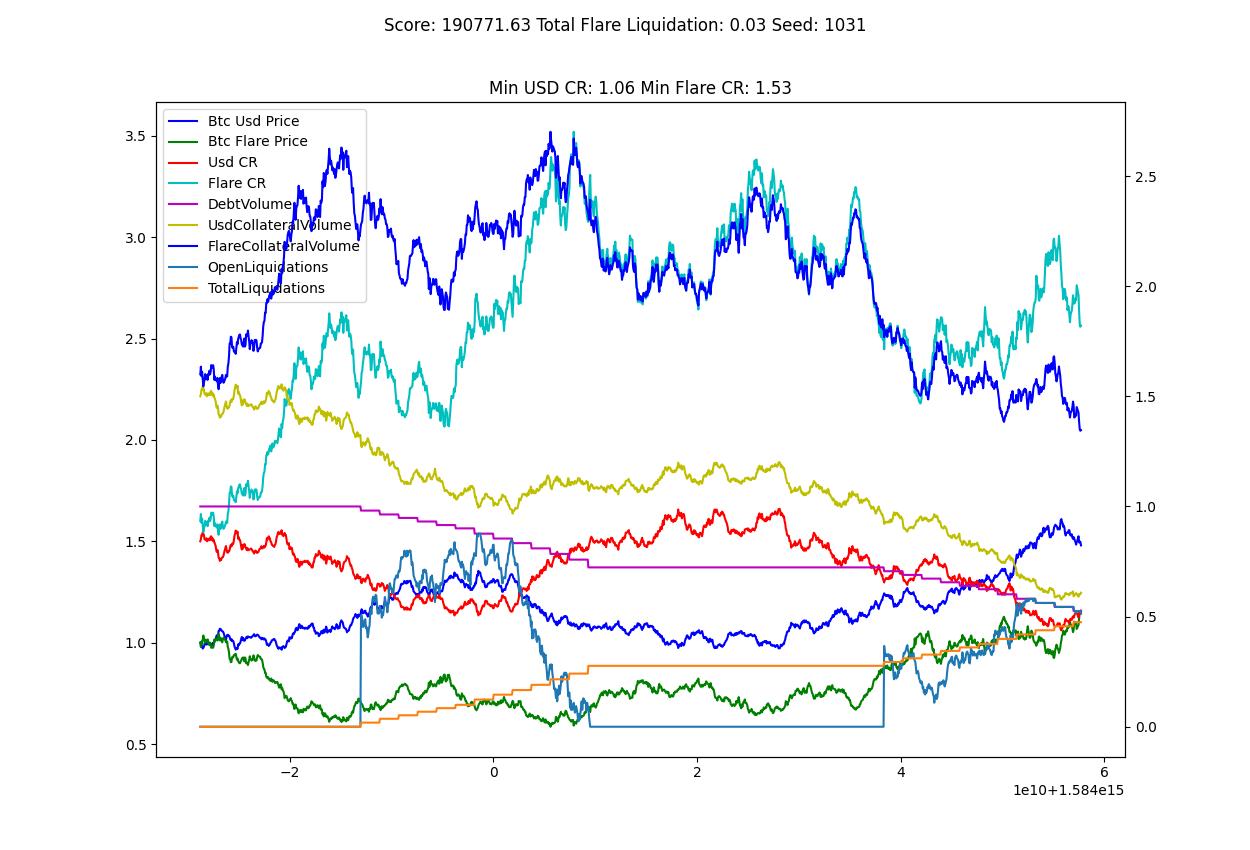 Score: 190771.63 Total Flare Liquidation: 0.03 Seed: 1031
Min USD CR: 1.06 Min Flare CR: 1.53
Btc Usd Price
Btc Flare Price
Usd CR
Flare CR
DebtVolume
UsdCollateralVolume
FlareCollateralVolume
OpenLiquidations
TotalLiquidations
3.5
3.0
2.5
2.0
1.5
1.0
0.5
2.5
2.0
1.5
1.0
0.5
0.0
−2
0
2
4
6
1e10+1.584e15